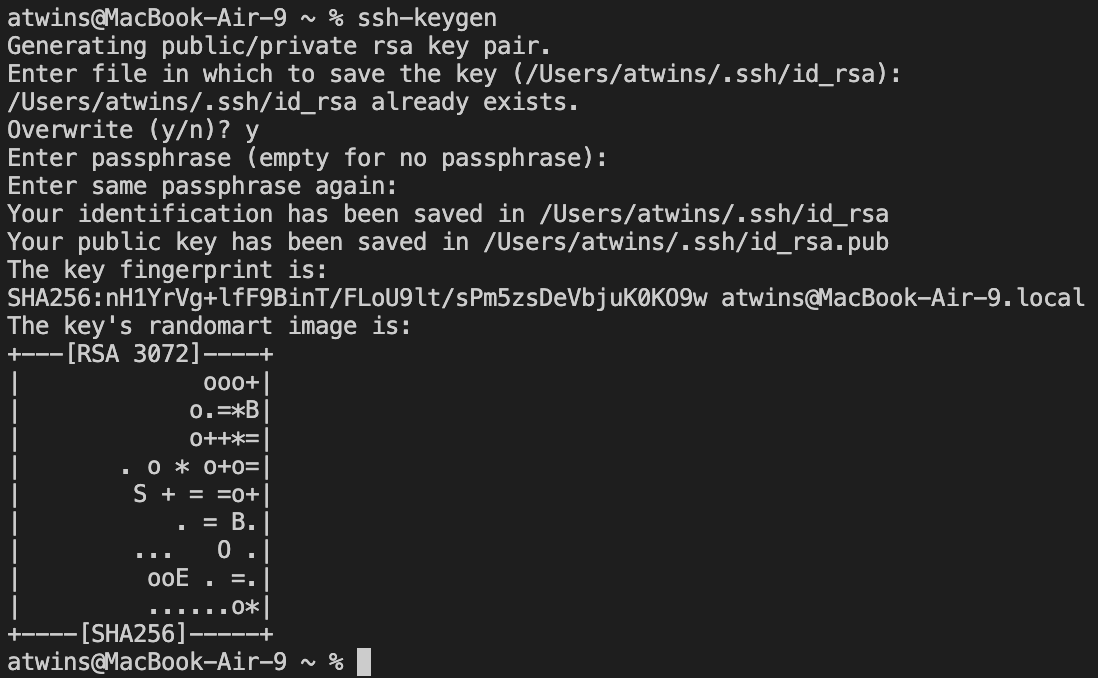 atwins@MacBook-Air-9 ~ % ssh-keygen
Generating public/private rsa key pair.
Enter file in which to save the key (/Users/atwins/.ssh/id_rsa):
/Users/atwins/.ssh/id_rsa already exists.
Overwrite (y/n)? y
Enter passphrase (empty for no passphrase):
Enter same passphrase again:
Your identification has been saved in /Users/atwins/.ssh/id_rsa
Your public key has been saved in /Users/atwins/.ssh/id_rsa.pub
The key fingerprint is:
SHA256:nH1YrVg+lfF9BinT/FLoU9lt/sPm5zsDeVbjuK0KO9w atwins@MacBook-Air-9.local
The key's randomart image is:
+---[RSA 3072]----+
|             ooo+|
|            o.=*B|
|            o++*=|
|       . o * o+o=|
|        S + = =o+|
|           . = B.|
|        ...   O .|
|         ooE . =.|
|         ......o*|
+----[SHA256]-----+
atwins@MacBook-Air-9 ~ %